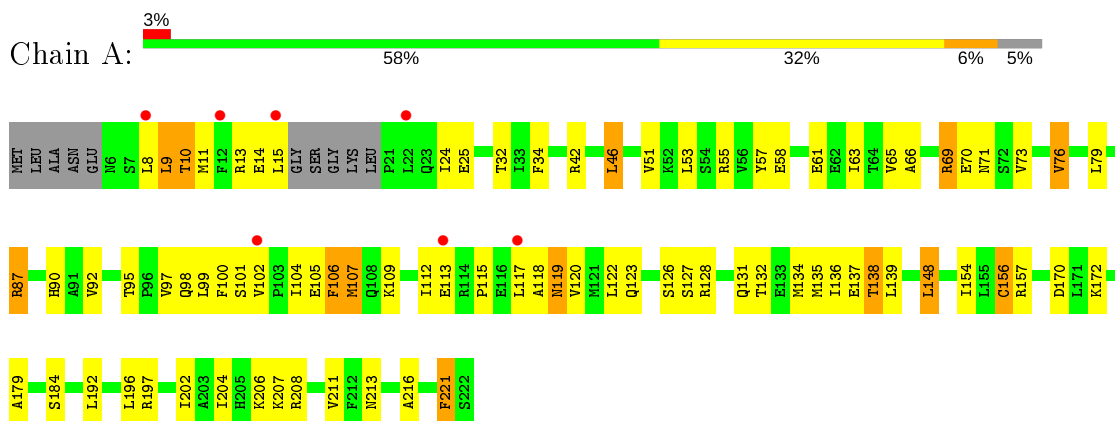 3%
Chain A:
58% 32% 6% 5%
MET LEU ALA ASN GLU N6 S7 L8 L9 T10 M11 F12 R13 E14 L15 GLY SER GLY LYS LEU P21 L22 Q23 I24 E25 T32 I33 F34 R42 L46 V51 K52 L53 S54 R55 V56 Y57 E58 E61 E62 I63 T64 V65 A66 R69 E70 N71 S72 V73 V76 L79
R87 H90 A91 V92 T95 P96 V97 Q98 L99 F100 S101 V102 P103 I104 E105 F106 M107 Q108 K109 I112 E113 R114 P115 E116 L117 A118 N119 V120 M121 L122 Q123 S126 S127 R128 Q131 T132 E133 M134 M135 I136 E137 T138 L139 L148 I154 L155 C156 R157 D170 L171 K172
A179 S184 L192 L196 R197 I202 A203 I204 H205 K206 K207 R208 V211 F212 N213 A216 F221 S222